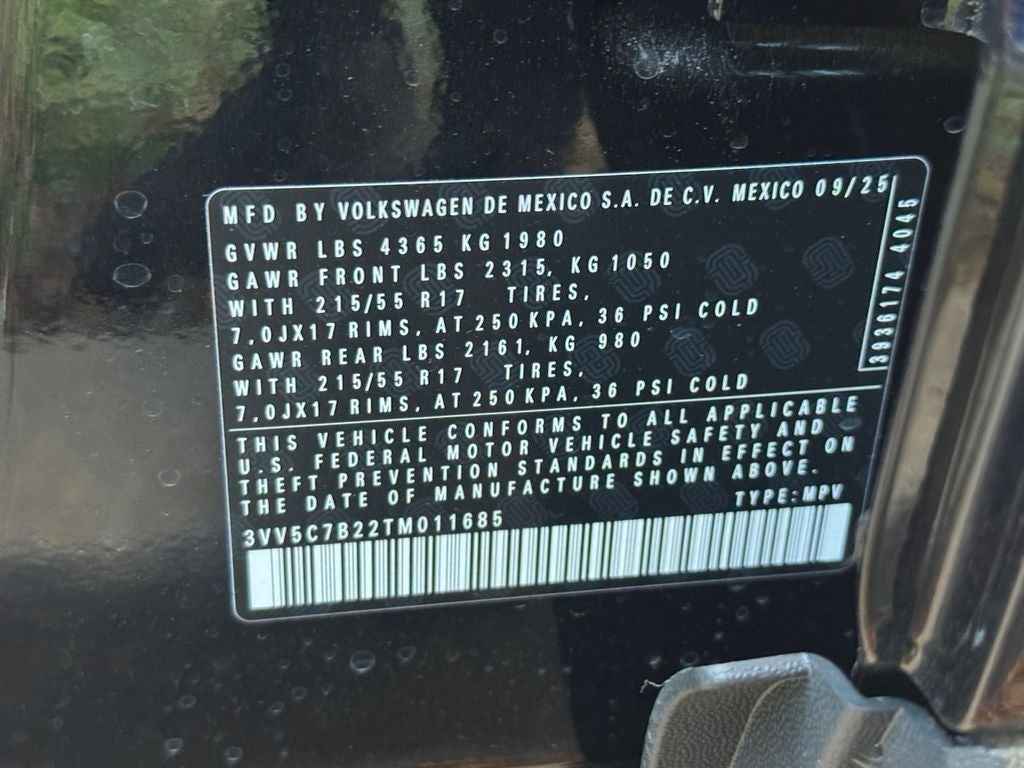 MFD BY VOLKSWAGEN DE MEXICO S.A. DE C.V. MEXICO 09/25
GVWR LBS 4365 KG 1980
GAWR FRONT LBS 2315, KG 1050
WITH 215/55 R17 TIRES,
7,0JX17 RIMS, AT 250 KPA, 36 PSI COLD
GAWR REAR LBS 2161, KG 980
WITH 215/55 R17 TIRES,
7,0JX17 RIMS, AT 250 KPA, 36 PSI COLD
3936174 4045
THIS VEHICLE CONFORMS TO ALL APPLICABLE
U.S. FEDERAL MOTOR VEHICLE SAFETY AND
THEFT PREVENTION STANDARDS IN EFFECT ON
THE DATE OF MANUFACTURE SHOWN ABOVE.
TYPE: MPV
3VV5C7B22TM011685